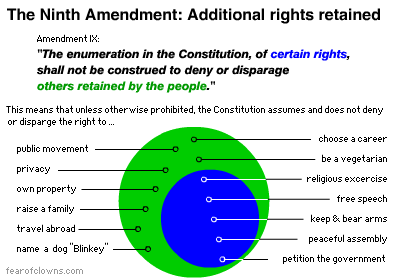 The Ninth Amendment: Additional rights retained
Amendment IX:
"The enumeration in the Constitution, of certain rights,
shall not be construed to deny or disparage
others retained by the people."
This means that unless otherwise prohibited, the Constitution assumes and does not deny
or disparge the right to...
choose a career
public movement
be a vegetarian
privacy
religious excercise
own property
free speech
raise a family
keep & bear arms
travel abroad
peaceful assembly
name a dog "Blinkey"
petition the government
fearofclowns.com